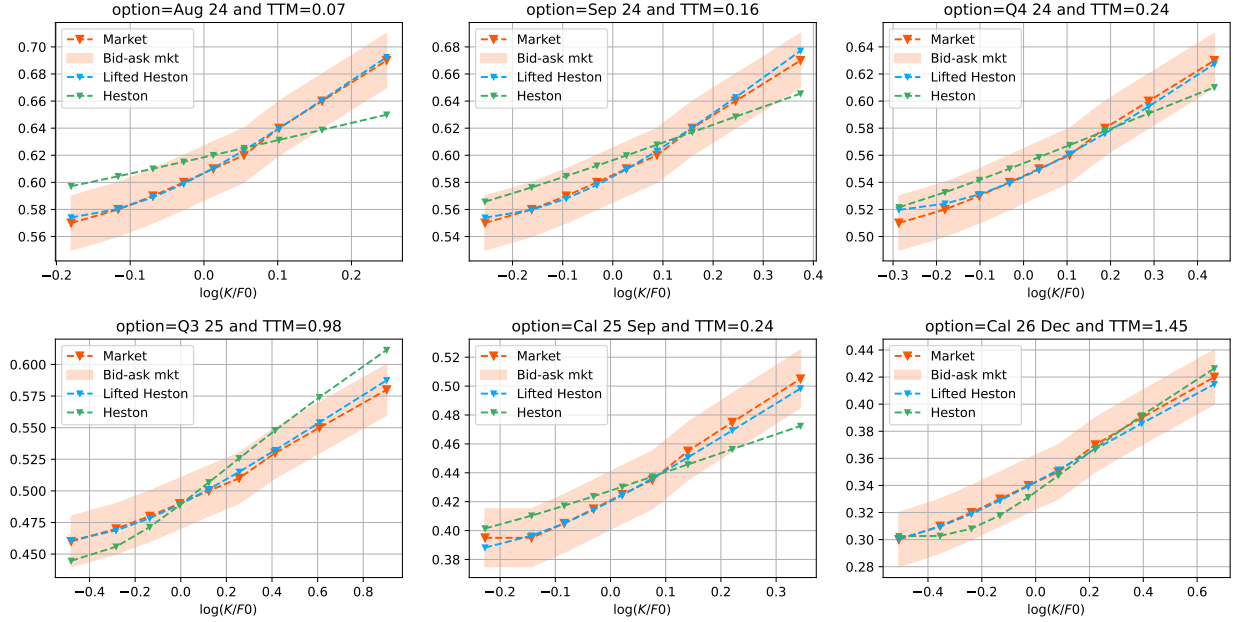 option=Aug 24 and TTM=0.07
0.70
0.68
0.66
0.64
0.62
0.60
0.58
0.56
Market
Bid-ask mkt
Lifted Heston
Heston
−0.2
−0.1
0.0
0.1
0.2
log(K/F0)
option=Sep 24 and TTM=0.16
0.68
0.66
0.64
0.62
0.60
0.58
0.56
0.54
Market
Bid-ask mkt
Lifted Heston
Heston
−0.2
−0.1
0.0
0.1
0.2
0.3
0.4
log(K/F0)
option=Q4 24 and TTM=0.24
0.64
0.62
0.60
0.58
0.56
0.54
0.52
0.50
Market
Bid-ask mkt
Lifted Heston
Heston
−0.3
−0.2
−0.1
0.0
0.1
0.2
0.3
0.4
log(K/F0)
option=Q3 25 and TTM=0.98
0.600
0.575
0.550
0.525
0.500
0.475
0.450
Market
Bid-ask mkt
Lifted Heston
Heston
−0.4
−0.2
0.0
0.2
0.4
0.6
0.8
log(K/F0)
option=Cal 25 Sep and TTM=0.24
0.52
0.50
0.48
0.46
0.44
0.42
0.40
0.38
Market
Bid-ask mkt
Lifted Heston
Heston
−0.2
−0.1
0.0
0.1
0.2
0.3
log(K/F0)
option=Cal 26 Dec and TTM=1.45
0.44
0.42
0.40
0.38
0.36
0.34
0.32
0.30
0.28
Market
Bid-ask mkt
Lifted Heston
Heston
−0.4
−0.2
0.0
0.2
0.4
0.6
log(K/F0)